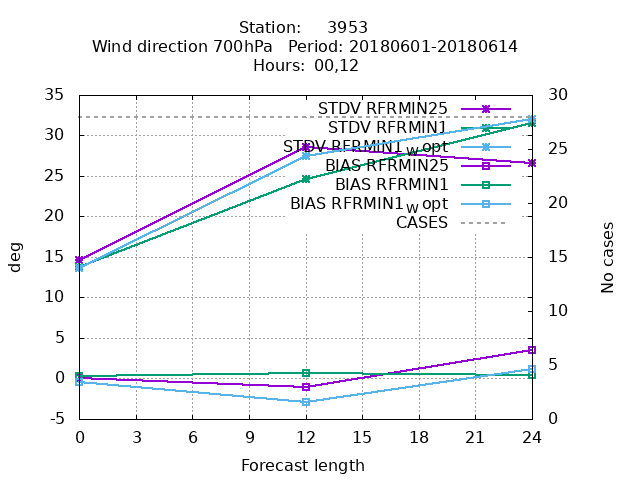 Station:     3953
Wind direction 700hPa   Period: 20180601-20180614
Hours:  00,12
STDV RFRMIN25
STDV RFRMIN1
STDV RFRMIN1_W opt
BIAS RFRMIN25
BIAS RFRMIN1
BIAS RFRMIN1_W opt
CASES
deg
35
30
25
20
15
10
5
0
-5
No cases
30
25
20
15
10
5
0
0 3 6 9 12 15 18 21 24
Forecast length